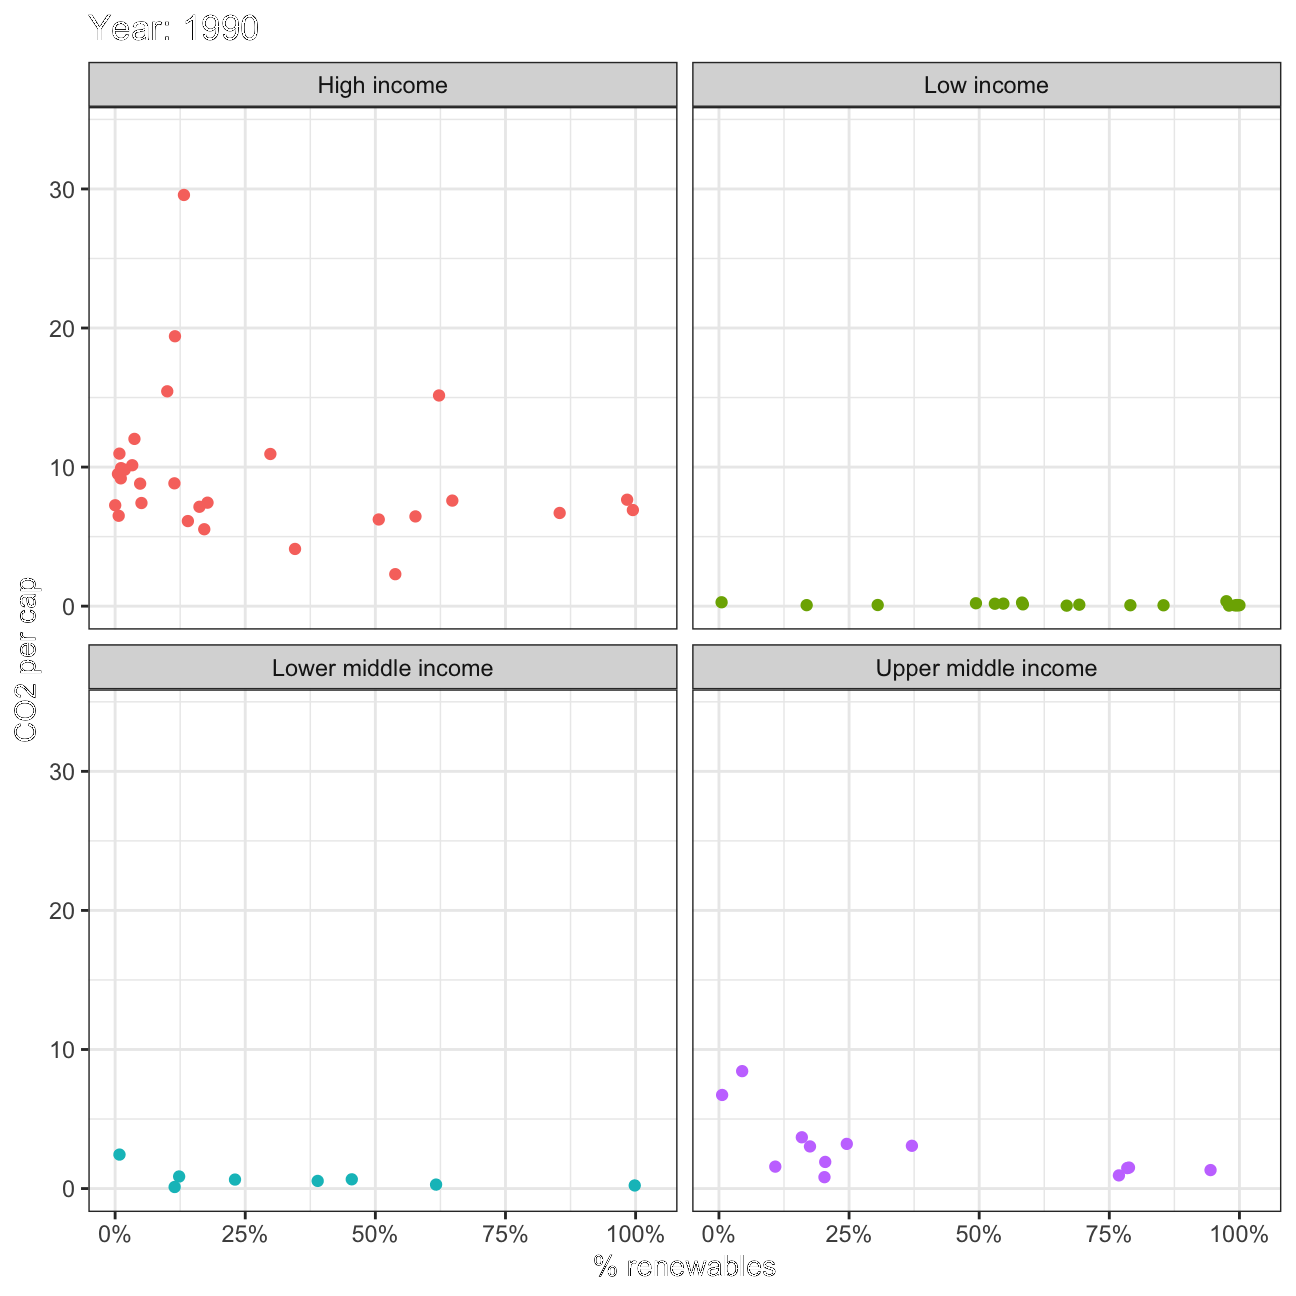 Year: 1990
High income
Low income
30
20
10
0
Lower middle income
Upper middle income
30
20
10
0
CO2 per cap
0% 25% 50% 75% 100%
0% 25% 50% 75% 100%
% renewables